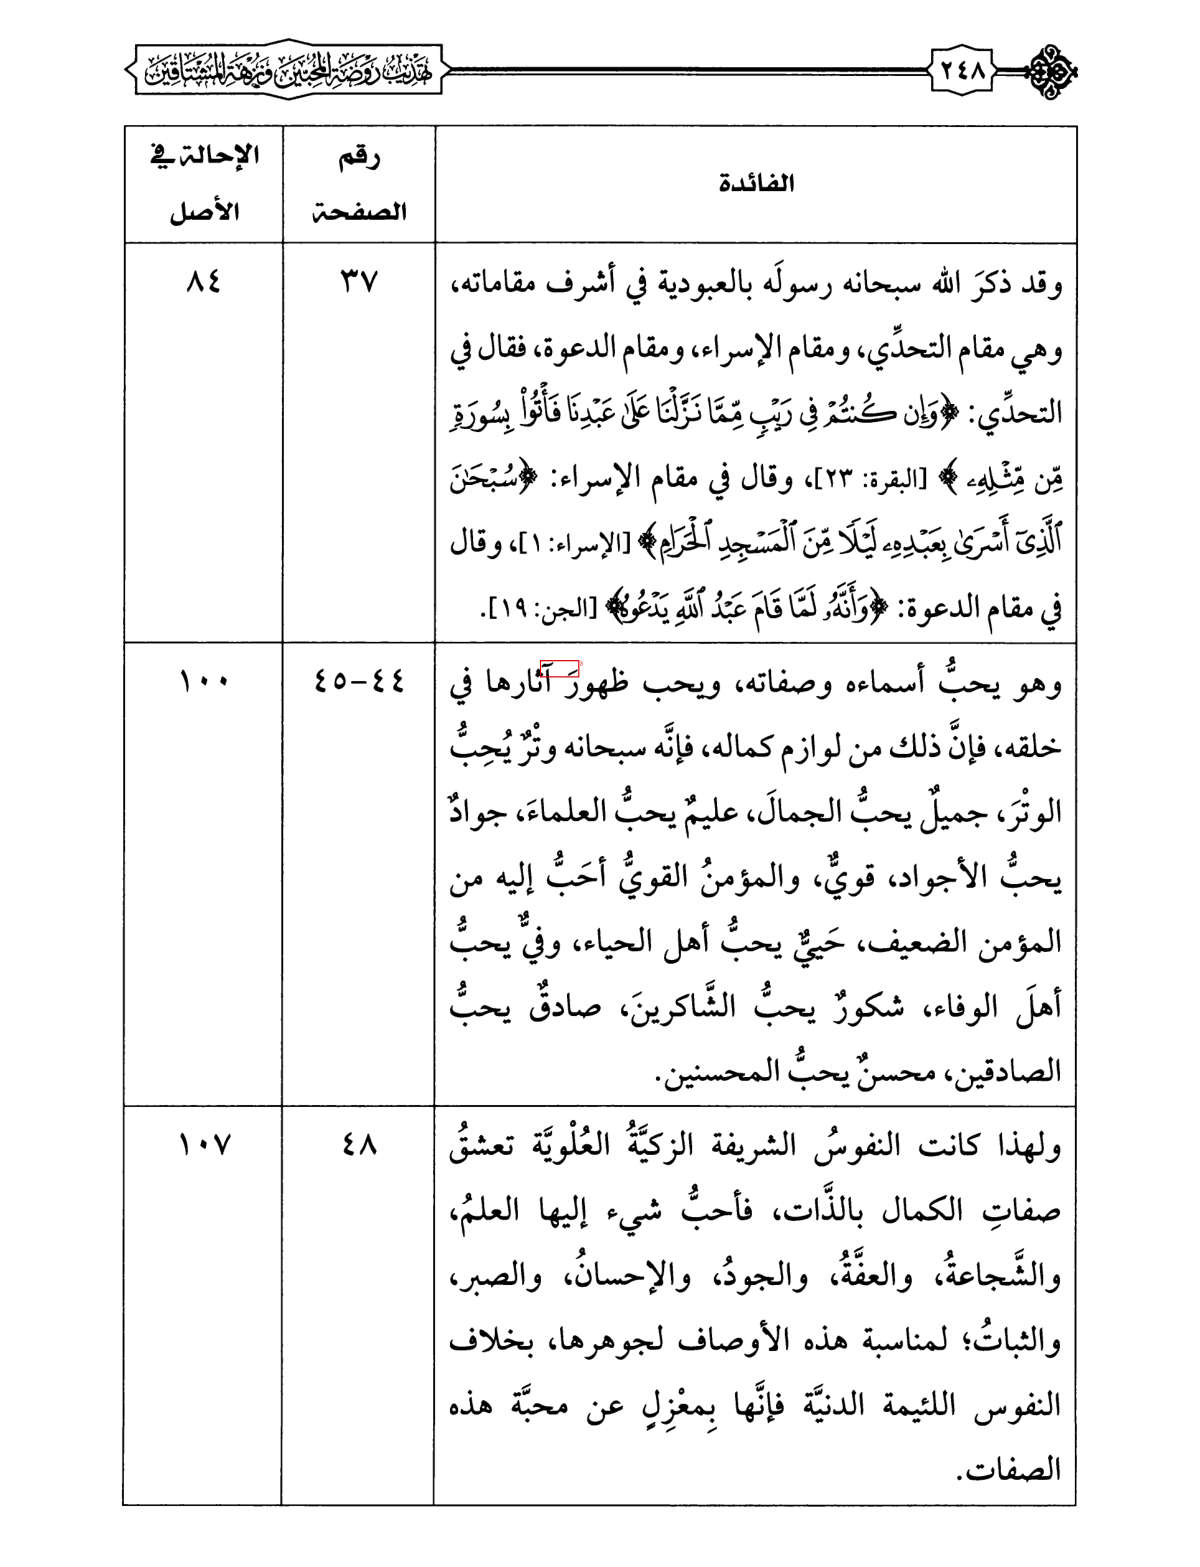 ٢٤٨
تهذيب روضة المحبين ونزهة المشتاقين
الفائدة
رقم
الصفحة
الإحالة في
الأصل
وقد ذكرَ الله سبحانه رسولَه بالعبودية في أشرف مقاماته،
وهي مقام التحدِّي، ومقام الإسراء، ومقام الدعوة، فقال في
التحدِّي: ﴿وَإِن كُنتُمْ فِي رَيْبٍ مِّمَّا نَزَّلْنَا عَلَىٰ عَبْدِنَا فَأْتُوا۟ بِسُورَةٍ
مِّن مِّثْلِهِۦ﴾ [البقرة: ٢٣]، وقال في مقام الإسراء: ﴿سُبْحَٰنَ
ٱلَّذِىٓ أَسْرَىٰ بِعَبْدِهِۦ لَيْلًا مِّنَ ٱلْمَسْجِدِ ٱلْحَرَامِ﴾ [الإسراء: ١]، وقال
في مقام الدعوة: ﴿وَأَنَّهُۥ لَمَّا قَامَ عَبْدُ ٱللَّهِ يَدْعُوهُ﴾ [الجن: ١٩].
٣٧
٨٤
وهو يحبُّ أسماءه وصفاته، ويحب ظهورَ آثارها في
خلقه، فإنَّ ذلك من لوازم كماله، فإنَّه سبحانه وتْرٌ يُحِبُّ
الوتْرَ، جميلٌ يحبُّ الجمالَ، عليمٌ يحبُّ العلماءَ، جوادٌ
يحبُّ الأجواد، قويٌّ، والمؤمنُ القويُّ أحَبُّ إليه من
المؤمن الضعيف، حَييٌّ يحبُّ أهل الحياء، وفيٌّ يحبُّ
أهلَ الوفاء، شكورٌ يحبُّ الشَّاكرينَ، صادقٌ يحبُّ
الصادقين، محسنٌ يحبُّ المحسنين.
٤٤-٤٥
١٠٠
ولهذا كانت النفوسُ الشريفة الزكيَّةُ العُلْويَّة تعشقُ
صفاتِ الكمال بالذَّات، فأحبُّ شيء إليها العلمُ،
والشَّجاعةُ، والعفَّةُ، والجودُ، والإحسانُ، والصبر،
والثباتُ؛ لمناسبة هذه الأوصاف لجوهرها، بخلاف
النفوس اللئيمة الدنيَّة فإنَّها بِمعْزِلٍ عن محبَّة هذه
الصفات.
٤٨
١٠٧